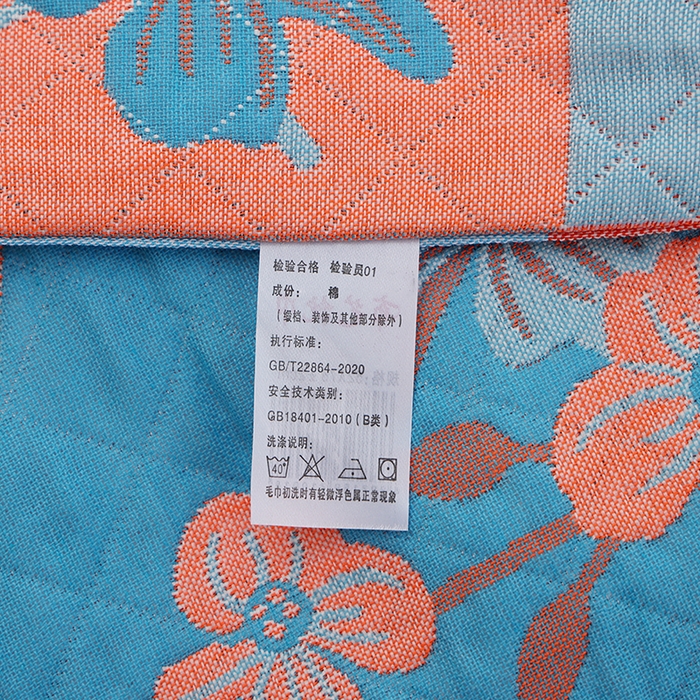 检验合格 检验员01
成份： 棉
（缎档、装饰及其他部分除外）
执行标准：
GB/T22864-2020
安全技术类别：
GB18401-2010（B类）
洗涤说明：
40°
毛巾初洗时有轻微浮色属正常现象